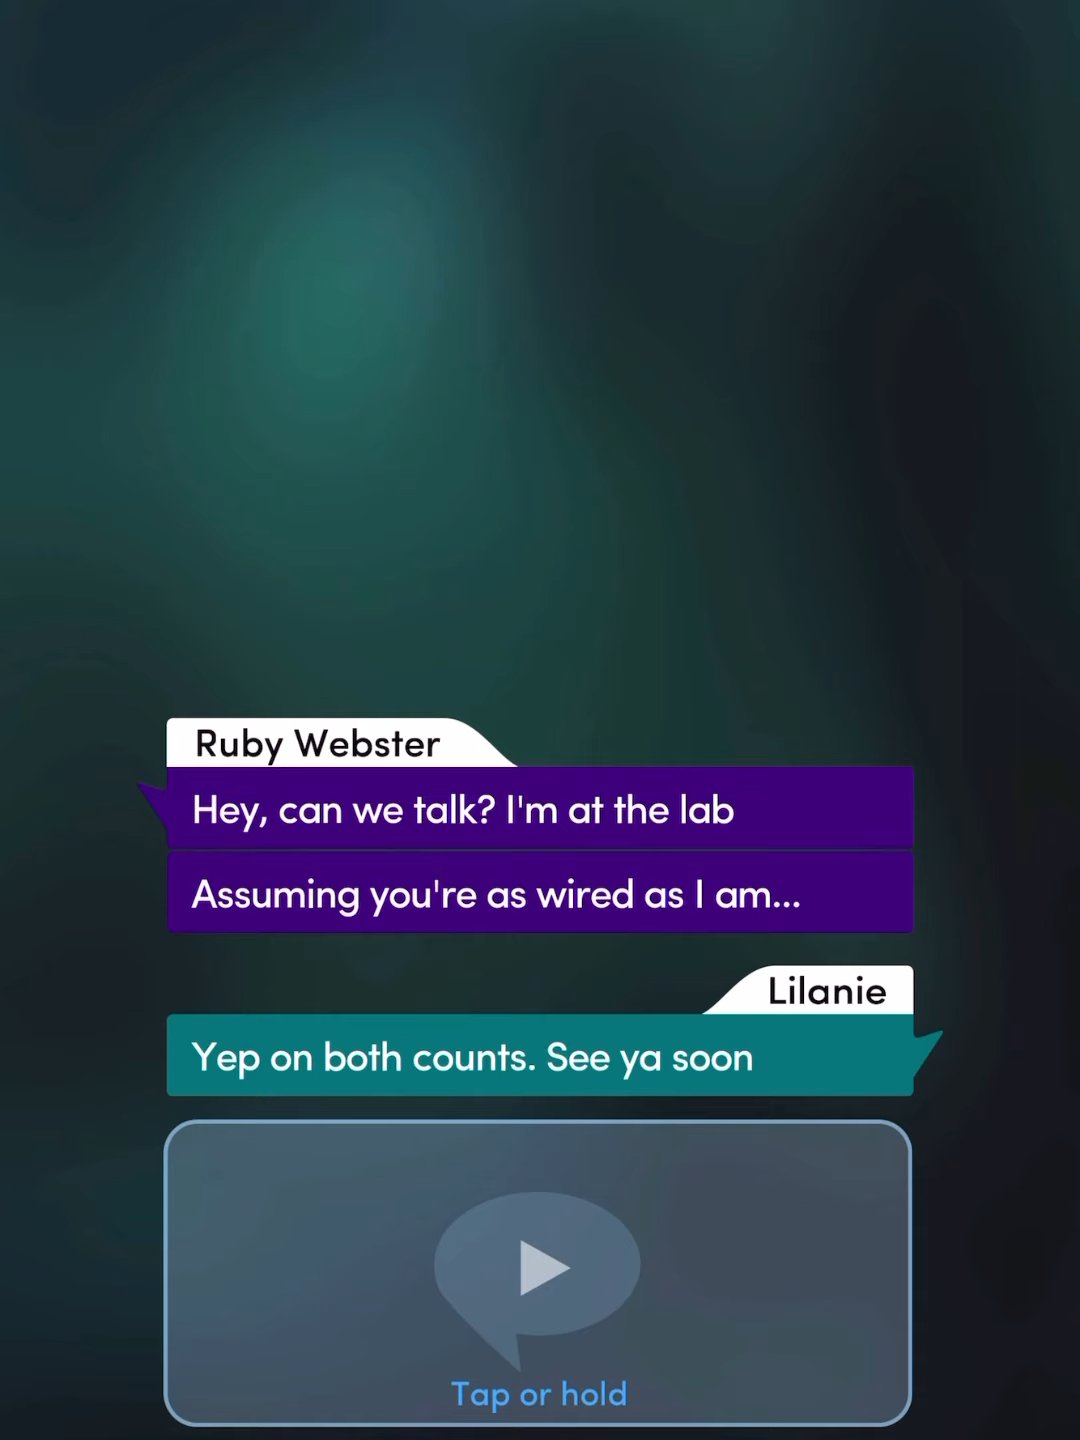 Ruby Webster
Hey, can we talk? I'm at the lab
Assuming you're as wired as I am...
Lilanie
Yep on both counts. See ya soon
Tap or hold